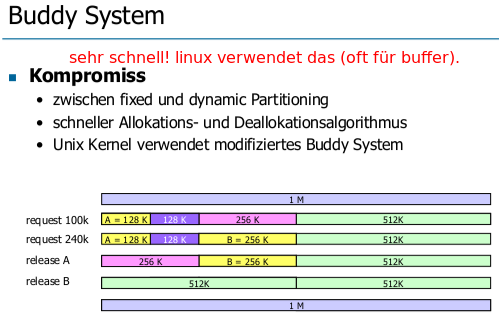 Buddy System
sehr schnell! linux verwendet das (oft für buffer).
Kompromiss
zwischen fixed und dynamic Partitioning
schneller Allokations- und Deallokationsalgorithmus
Unix Kernel verwendet modifiziertes Buddy System
1 M
request 100k A = 128 K 128 K 256 K 512K
request 240k A = 128 K 128 K B = 256 K 512K
release A 256 K B = 256 K 512K
release B 512K 512K
1 M